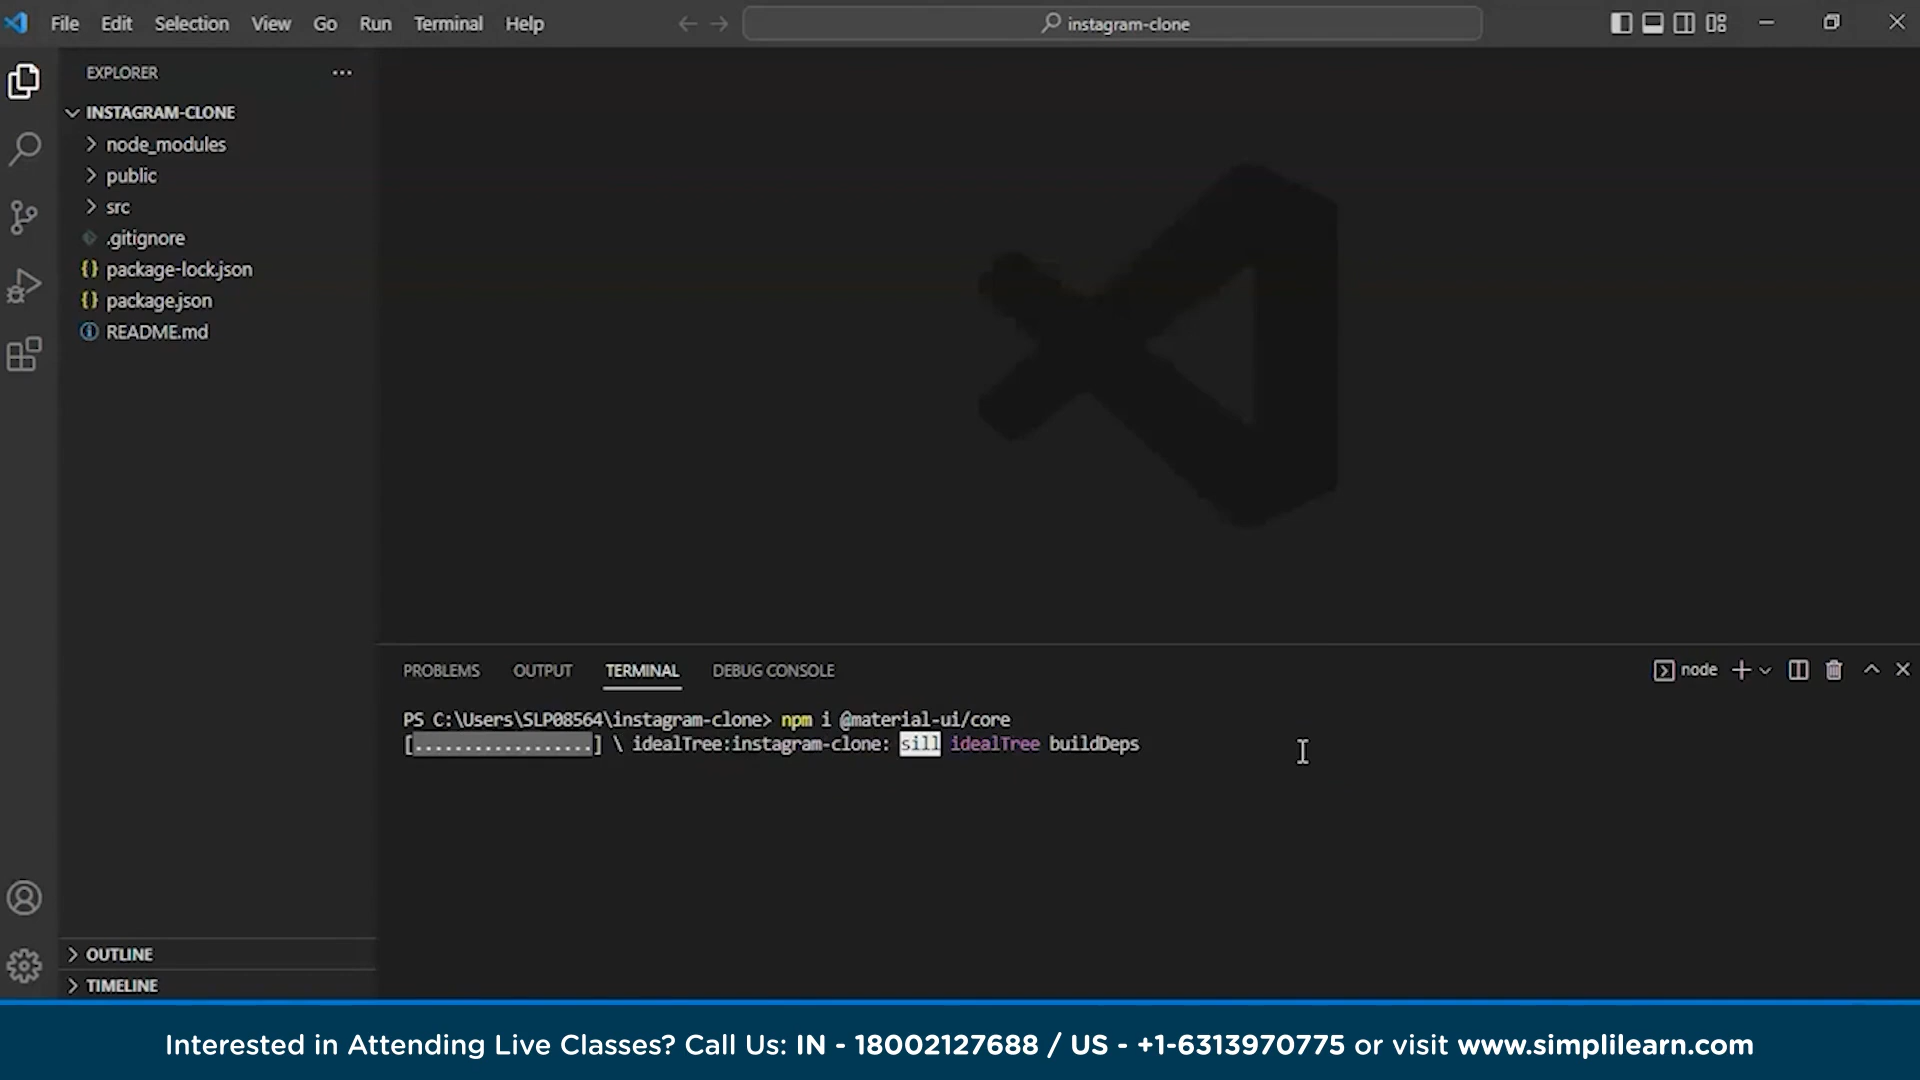 File Edit Selection View Go Run Terminal Help
instagram-clone
EXPLORER
INSTAGRAM-CLONE
node_modules
public
src
.gitignore
package-lock.json
package.json
README.md
PROBLEMS OUTPUT TERMINAL DEBUG CONSOLE
node
PS C:\Users\SLP08564\instagram-clone> npm i @material-ui/core
[..................] \ idealTree:instagram-clone: sill idealTree buildDeps
OUTLINE
TIMELINE
Interested in Attending Live Classes? Call Us: IN - 18002127688 / US - +1-6313970775 or visit www.simplilearn.com